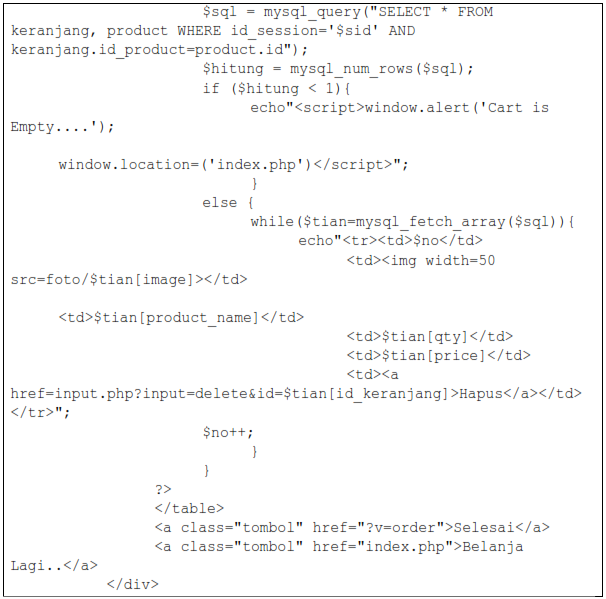 $sql = mysql_query("SELECT * FROM
keranjang, product WHERE id_session='$sid' AND
keranjang.id_product=product.id");
$hitung = mysql_num_rows($sql);
if ($hitung < 1){
echo"<script>window.alert('Cart is
Empty....');
window.location=('index.php')</script>";
}
else {
while($tian=mysql_fetch_array($sql)){
echo"<tr><td>$no</td>
<td><img width=50
src=foto/$tian[image]></td>
<td>$tian[product_name]</td>
<td>$tian[qty]</td>
<td>$tian[price]</td>
<td><a
href=input.php?input=delete&id=$tian[id_keranjang]>Hapus</a></td>
</tr>";
$no++;
}
}
?>
</table>
<a class="tombol" href="?v=order">Selesai</a>
<a class="tombol" href="index.php">Belanja
Lagi..</a>
</div>